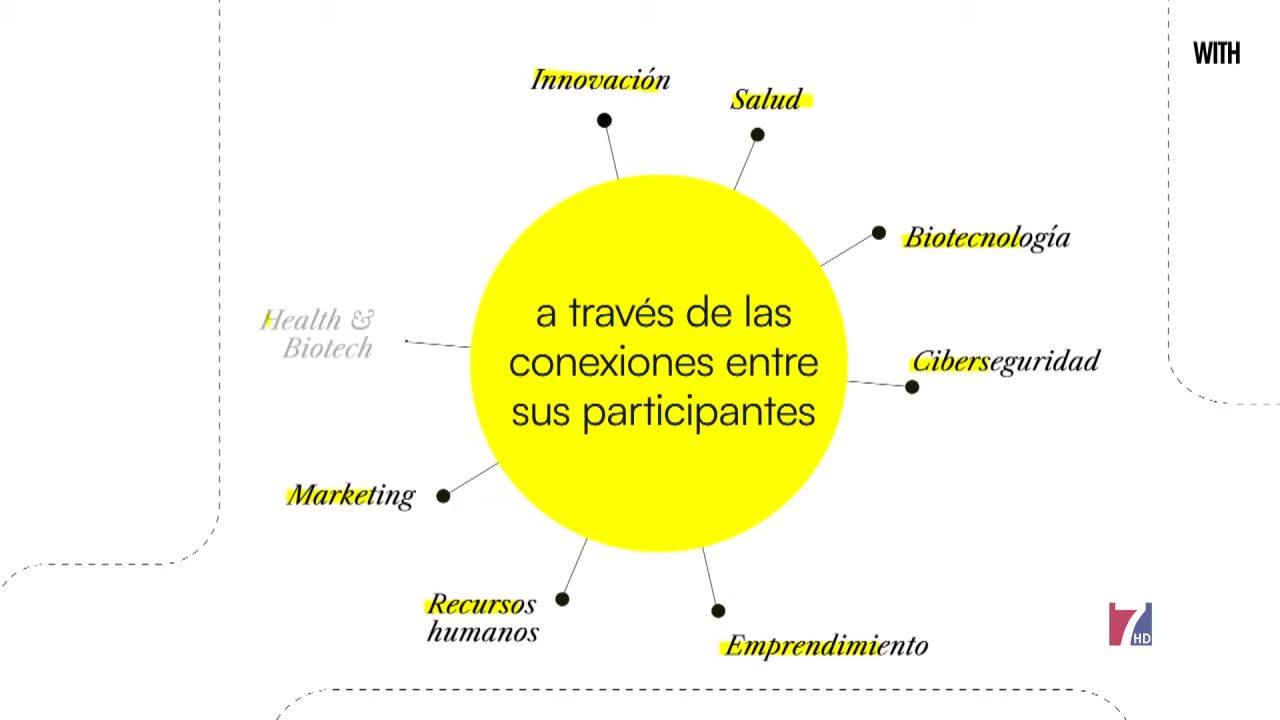 WITH
Innovación
Salud
Biotecnología
Health &
Biotech
a través de las
conexiones entre
sus participantes
Ciberseguridad
Marketing
Recursos
humanos
Emprendimiento
7 HD